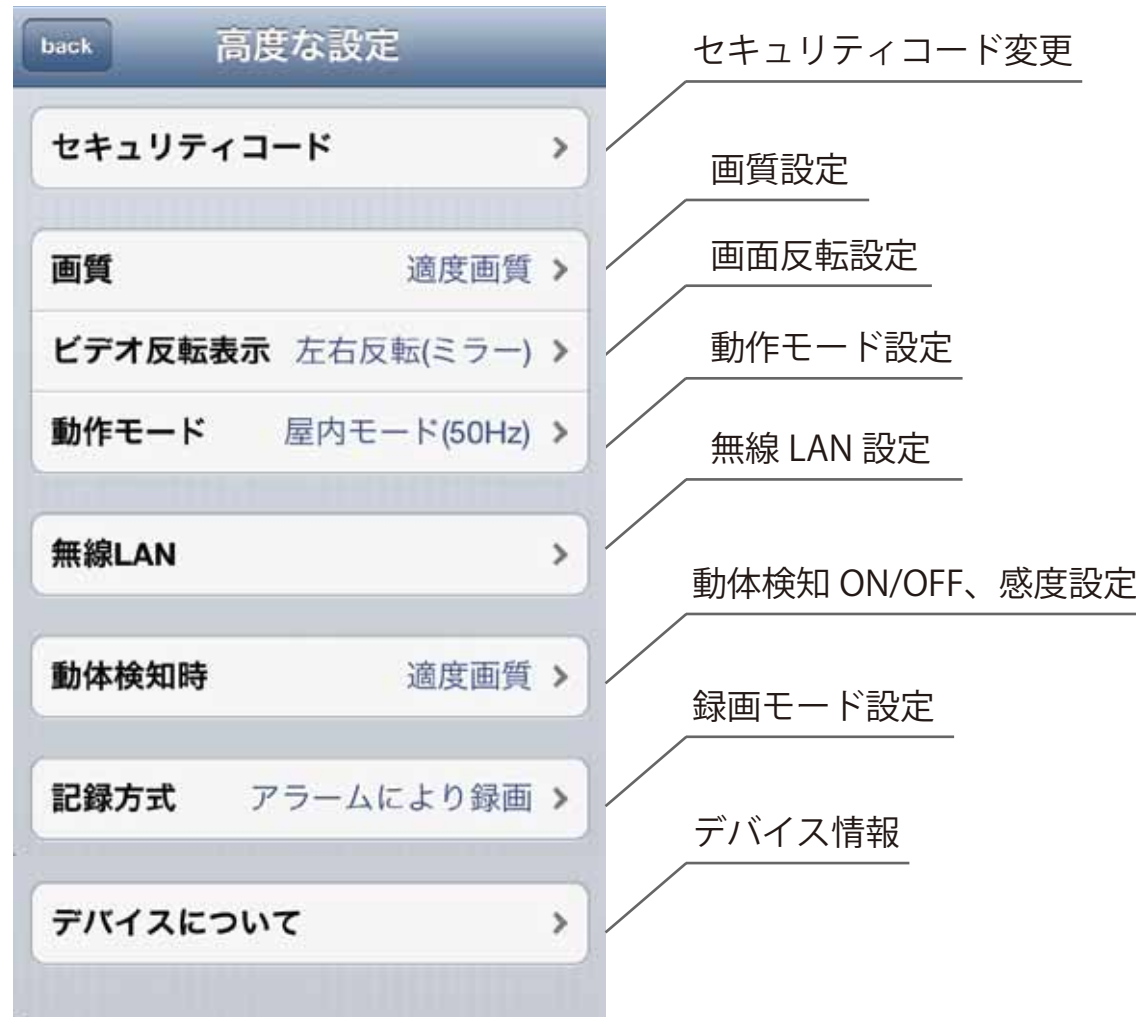 back 高度な設定
セキュリティコード変更
セキュリティコード
画質設定
画質 適度画質
画面反転設定
ビデオ反転表示 左右反転(ミラー)
動作モード設定
動作モード 屋内モード(50Hz)
無線 LAN 設定
無線LAN
動体検知 ON/OFF、感度設定
動体検知時 適度画質
録画モード設定
記録方式 アラームにより録画
デバイス情報
デバイスについて